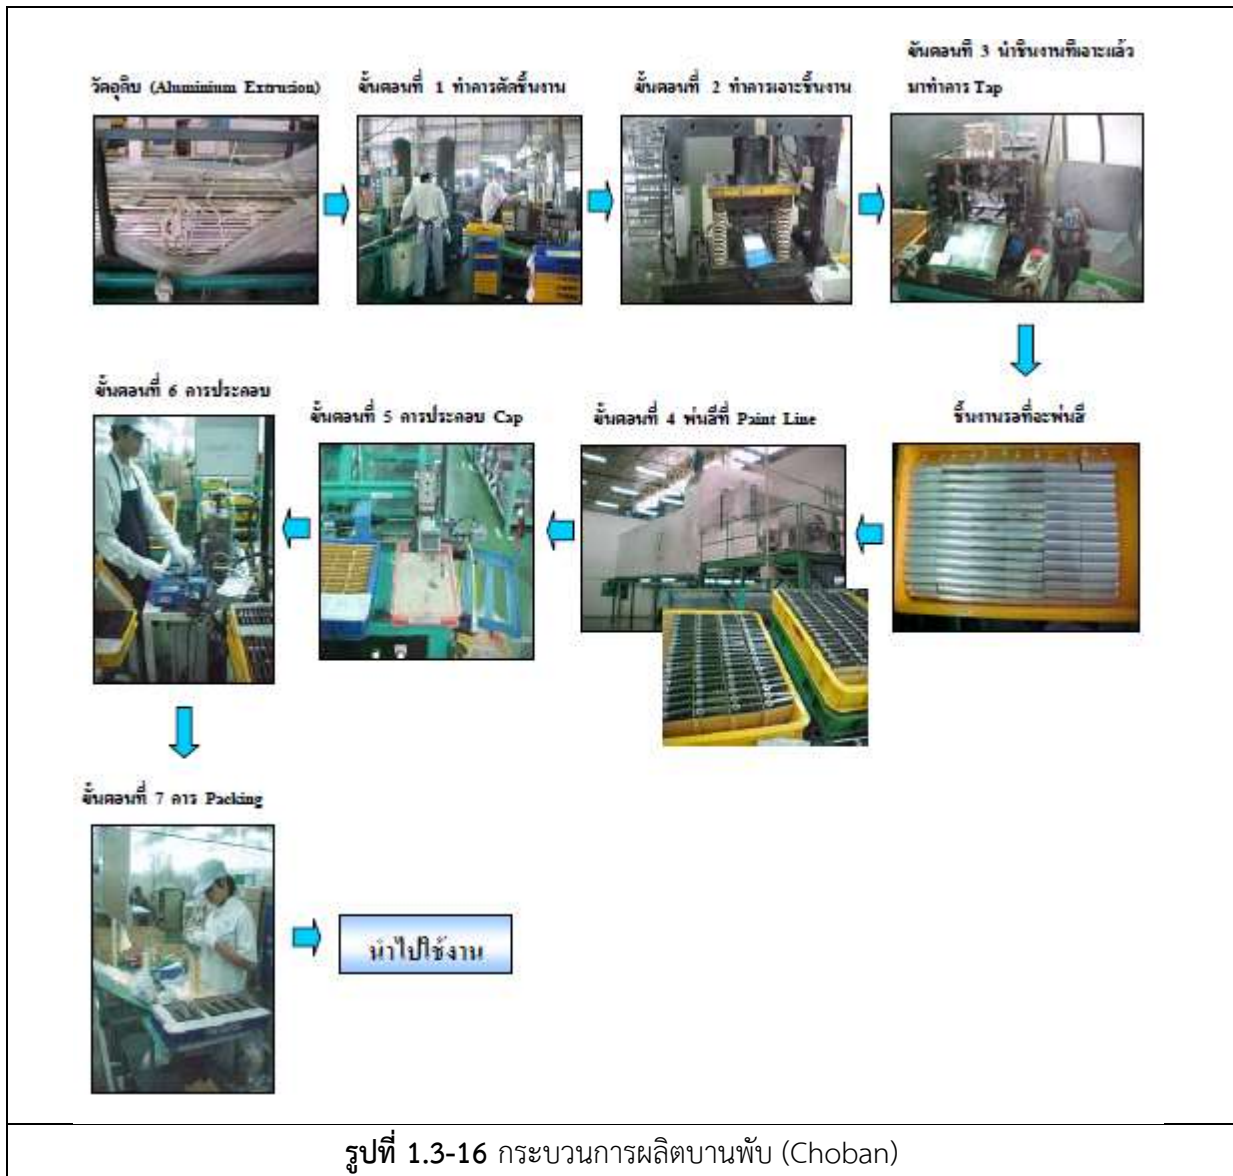 วัตถุดิบ (Aluminium Extrusion)
ขั้นตอนที่ 1 ทำการตัดชิ้นงาน
ขั้นตอนที่ 2 ทำการเจาะชิ้นงาน
ขั้นตอนที่ 3 นำชิ้นงานที่เจาะแล้ว
มาทำการ Tap
ชิ้นงานรอที่จะพ่นสี
ขั้นตอนที่ 4 พ่นสีที่ Paint Line
ขั้นตอนที่ 5 การประกอบ Cap
ขั้นตอนที่ 6 การประกอบ
ขั้นตอนที่ 7 การ Packing
นำไปใช้งาน
รูปที่ 1.3-16 กระบวนการผลิตบานพับ (Choban)